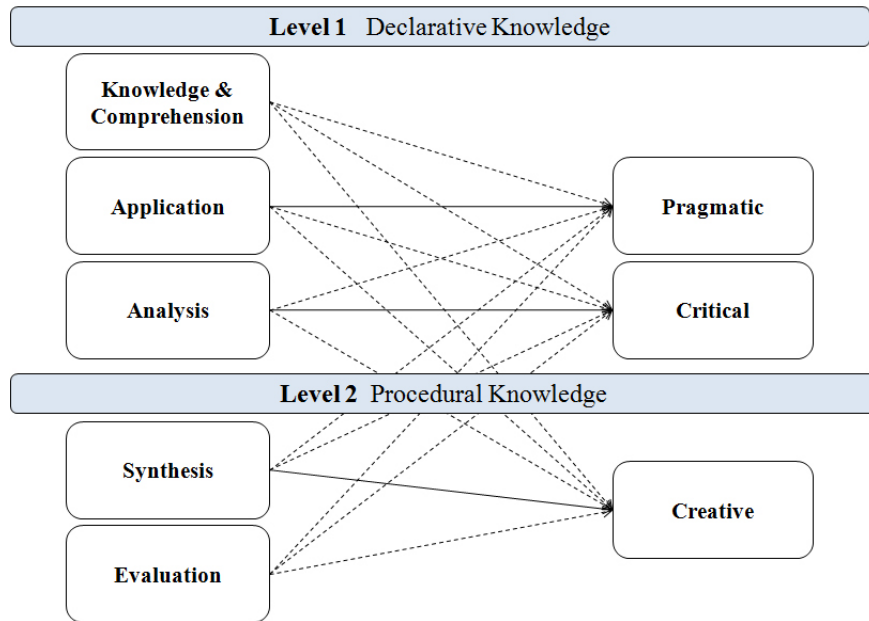 Level 1 Declarative Knowledge
Knowledge &
Comprehension
Application
Pragmatic
Analysis
Critical
Level 2 Procedural Knowledge
Synthesis
Creative
Evaluation